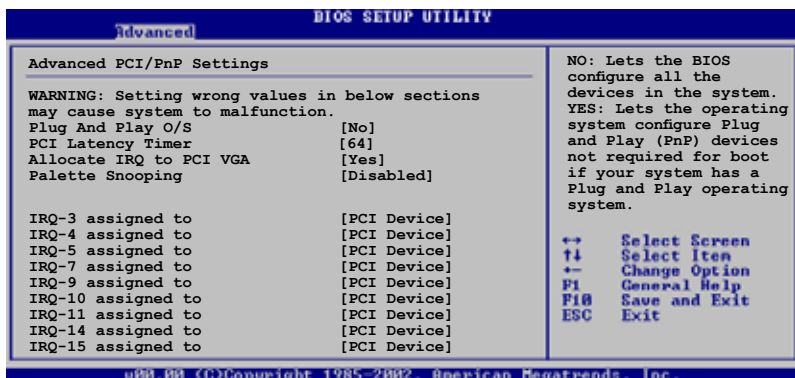 BIOS SETUP UTILITY
Advanced
Advanced PCI/PnP Settings
WARNING: Setting wrong values in below sections
may cause system to malfunction.
Plug And Play O/S [No]
PCI Latency Timer [64]
Allocate IRQ to PCI VGA [Yes]
Palette Snooping [Disabled]
IRQ-3 assigned to [PCI Device]
IRQ-4 assigned to [PCI Device]
IRQ-5 assigned to [PCI Device]
IRQ-7 assigned to [PCI Device]
IRQ-9 assigned to [PCI Device]
IRQ-10 assigned to [PCI Device]
IRQ-11 assigned to [PCI Device]
IRQ-14 assigned to [PCI Device]
IRQ-15 assigned to [PCI Device]
NO: Lets the BIOS
configure all the
devices in the system.
YES: Lets the operating
system configure Plug
and Play (PnP) devices
not required for boot
if your system has a
Plug and Play operating
system.
↔ Select Screen
↑↓ Select Item
+- Change Option
F1 General Help
F10 Save and Exit
ESC Exit
v00.00 (C)Copyright 1985-2002, American Megatrends, Inc.